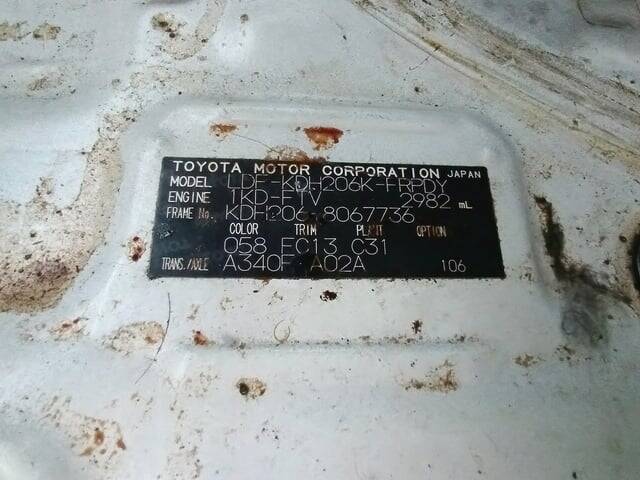 TOYOTA MOTOR CORPORATION JAPAN
MODEL LDF-KDH206K-FRPDY
ENGINE 1KD-FTV 2982 mL
FRAME No. KDH206-8067736
COLOR TRIM PLANT OPTION
058 FC13 C31
TRANS./AXLE A340F A02A 106